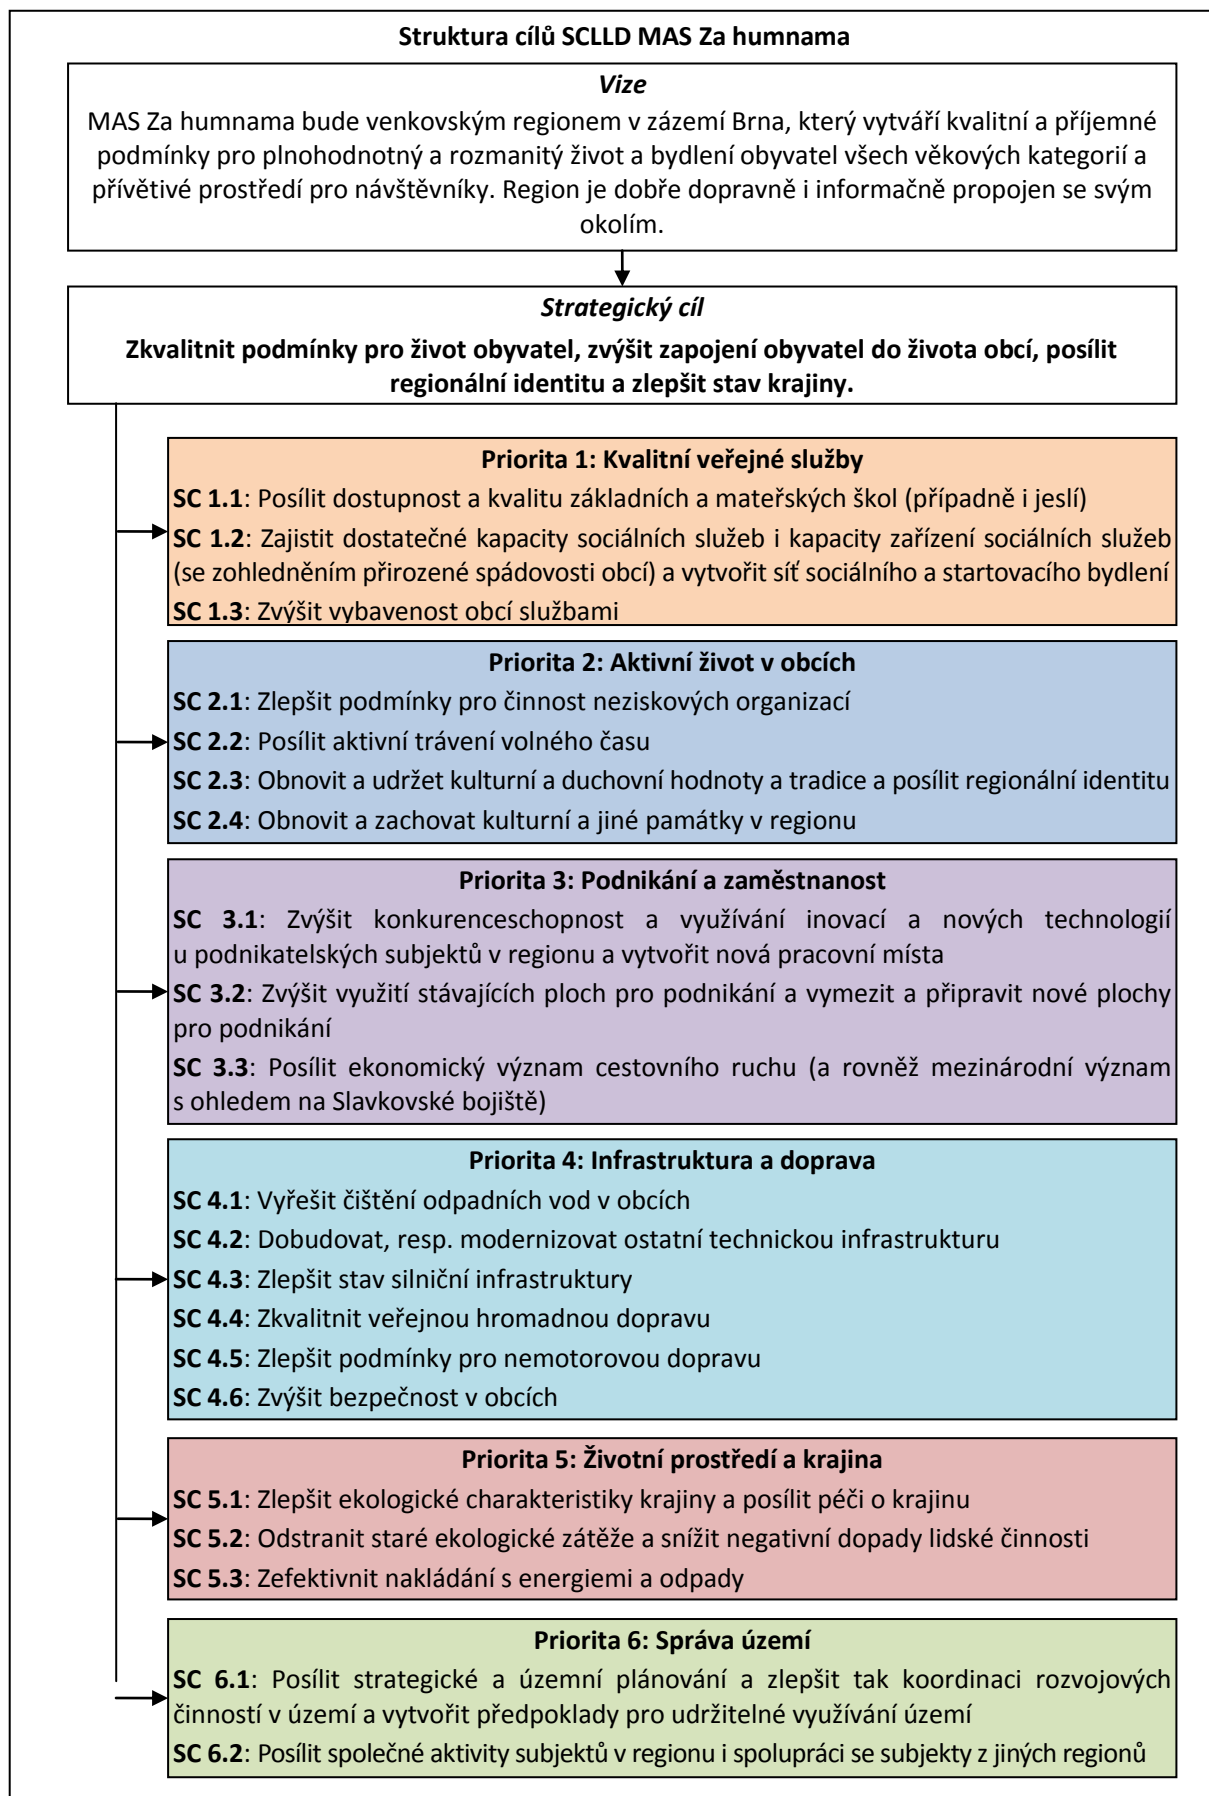 Struktura cílů SCLLD MAS Za humnama
Vize
MAS Za humnama bude venkovským regionem v zázemí Brna, který vytváří kvalitní a příjemné
podmínky pro plnohodnotný a rozmanitý život a bydlení obyvatel všech věkových kategorií a
přívětivé prostředí pro návštěvníky. Region je dobře dopravně i informačně propojen se svým
okolím.
Strategický cíl
Zkvalitnit podmínky pro život obyvatel, zvýšit zapojení obyvatel do života obcí, posílit
regionální identitu a zlepšit stav krajiny.
Priorita 1: Kvalitní veřejné služby
SC 1.1: Posílit dostupnost a kvalitu základních a mateřských škol (případně i jeslí)
SC 1.2: Zajistit dostatečné kapacity sociálních služeb i kapacity zařízení sociálních služeb
(se zohledněním přirozené spádovosti obcí) a vytvořit síť sociálního a startovacího bydlení
SC 1.3: Zvýšit vybavenost obcí službami
Priorita 2: Aktivní život v obcích
SC 2.1: Zlepšit podmínky pro činnost neziskových organizací
SC 2.2: Posílit aktivní trávení volného času
SC 2.3: Obnovit a udržet kulturní a duchovní hodnoty a tradice a posílit regionální identitu
SC 2.4: Obnovit a zachovat kulturní a jiné památky v regionu
Priorita 3: Podnikání a zaměstnanost
SC 3.1: Zvýšit konkurenceschopnost a využívání inovací a nových technologií
u podnikatelských subjektů v regionu a vytvořit nová pracovní místa
SC 3.2: Zvýšit využití stávajících ploch pro podnikání a vymezit a připravit nové plochy
pro podnikání
SC 3.3: Posílit ekonomický význam cestovního ruchu (a rovněž mezinárodní význam
s ohledem na Slavkovské bojiště)
Priorita 4: Infrastruktura a doprava
SC 4.1: Vyřešit čištění odpadních vod v obcích
SC 4.2: Dobudovat, resp. modernizovat ostatní technickou infrastrukturu
SC 4.3: Zlepšit stav silniční infrastruktury
SC 4.4: Zkvalitnit veřejnou hromadnou dopravu
SC 4.5: Zlepšit podmínky pro nemotorovou dopravu
SC 4.6: Zvýšit bezpečnost v obcích
Priorita 5: Životní prostředí a krajina
SC 5.1: Zlepšit ekologické charakteristiky krajiny a posílit péči o krajinu
SC 5.2: Odstranit staré ekologické zátěže a snížit negativní dopady lidské činnosti
SC 5.3: Zefektivnit nakládání s energiemi a odpady
Priorita 6: Správa území
SC 6.1: Posílit strategické a územní plánování a zlepšit tak koordinaci rozvojových
činností v území a vytvořit předpoklady pro udržitelné využívání území
SC 6.2: Posílit společné aktivity subjektů v regionu i spolupráci se subjekty z jiných regionů